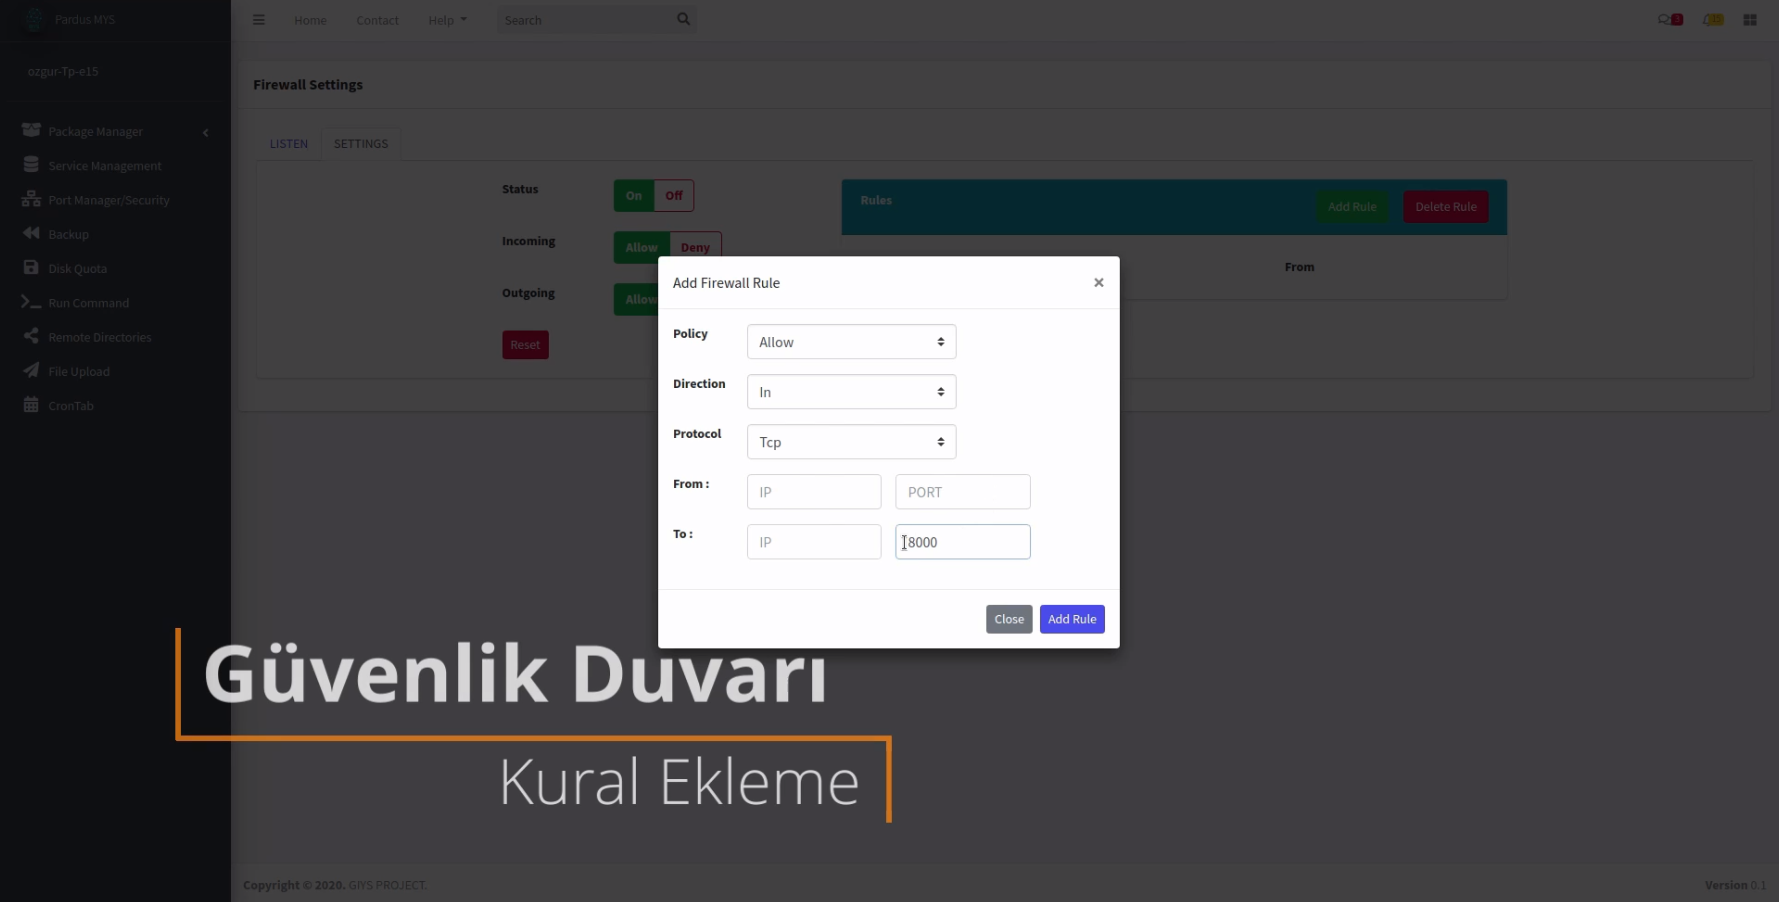 Pardus MYS
Home Contact Help Search
3 15
ozgur-Tp-e15
Firewall Settings
Package Manager
Service Management
Port Manager/Security
Backup
Disk Quota
Run Command
Remote Directories
File Upload
CronTab
LISTEN SETTINGS
Status On Off
Incoming Allow Deny
Outgoing Allow
Reset
Rules Add Rule Delete Rule
From
Add Firewall Rule ×
Policy Allow
Direction In
Protocol Tcp
From : IP PORT
To : IP 8000
Close Add Rule
Güvenlik Duvarı
Kural Ekleme
Copyright © 2020. GIYS PROJECT.
Version 0.1